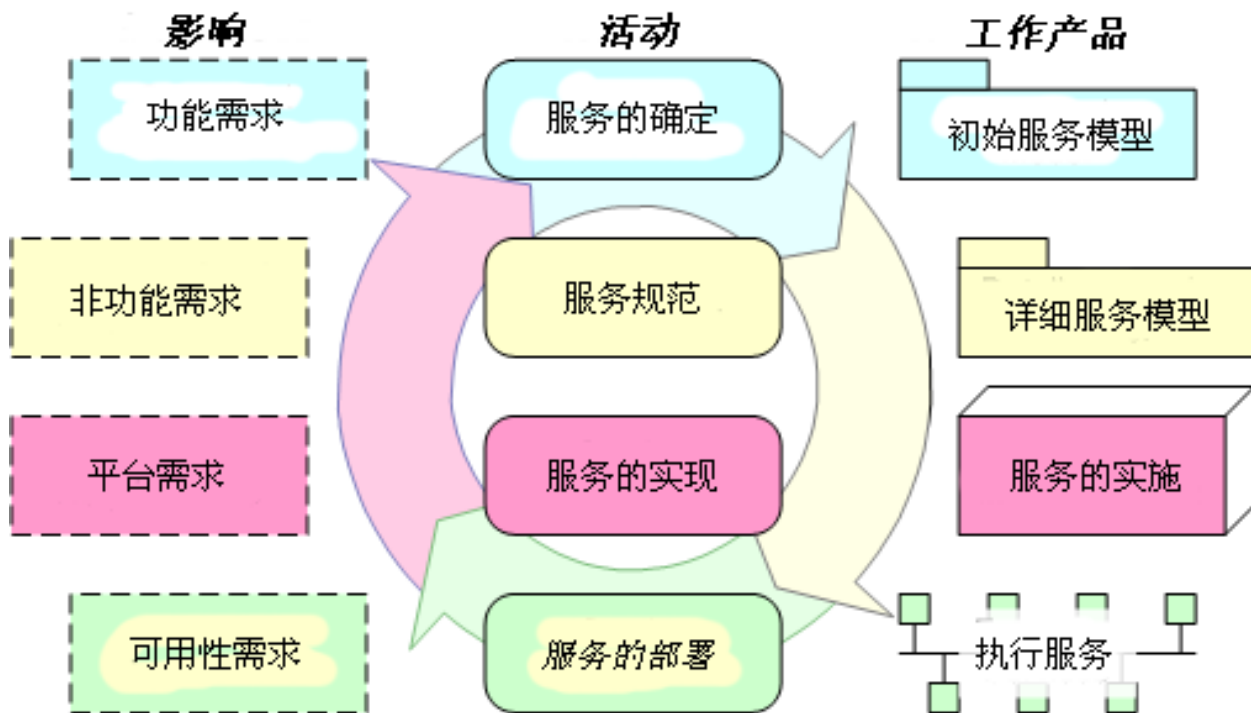 影响 活动 工作产品
功能需求 服务的确定 初始服务模型
非功能需求 服务规范 详细服务模型
平台需求 服务的实现 服务的实施
可用性需求 服务的部署 执行服务